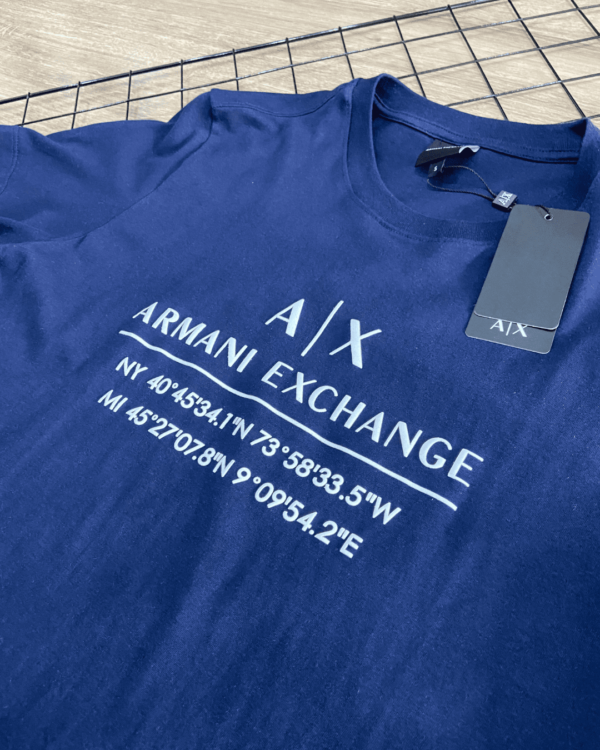 A|X
A|X
A|X
ARMANI EXCHANGE
NY 40°45'34.1"N 73°58'33.5"W
MI 45°27'07.8"N 9°09'54.2"E